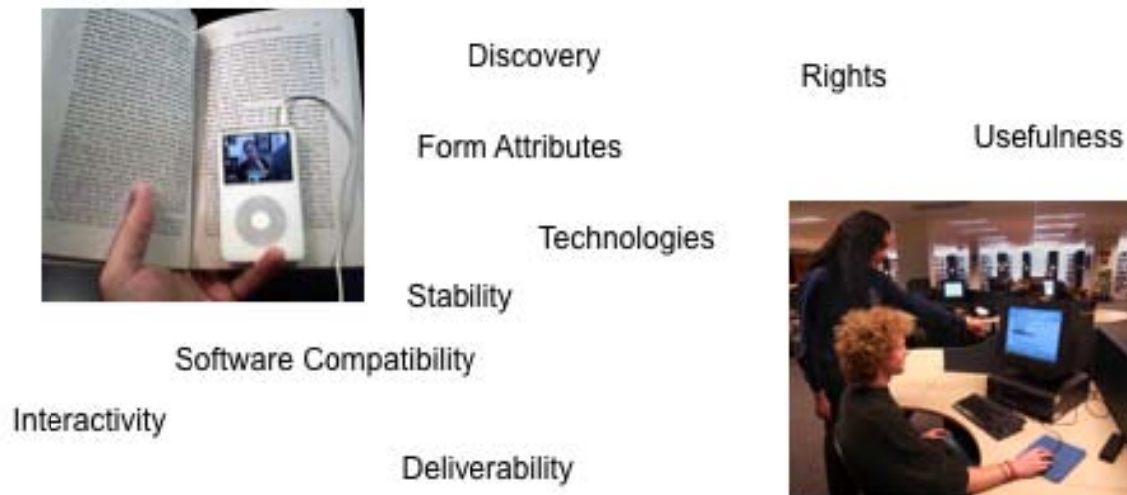 Discovery
Rights
Usefulness
Form Attributes
Technologies
Stability
Software Compatibility
Interactivity
Deliverability